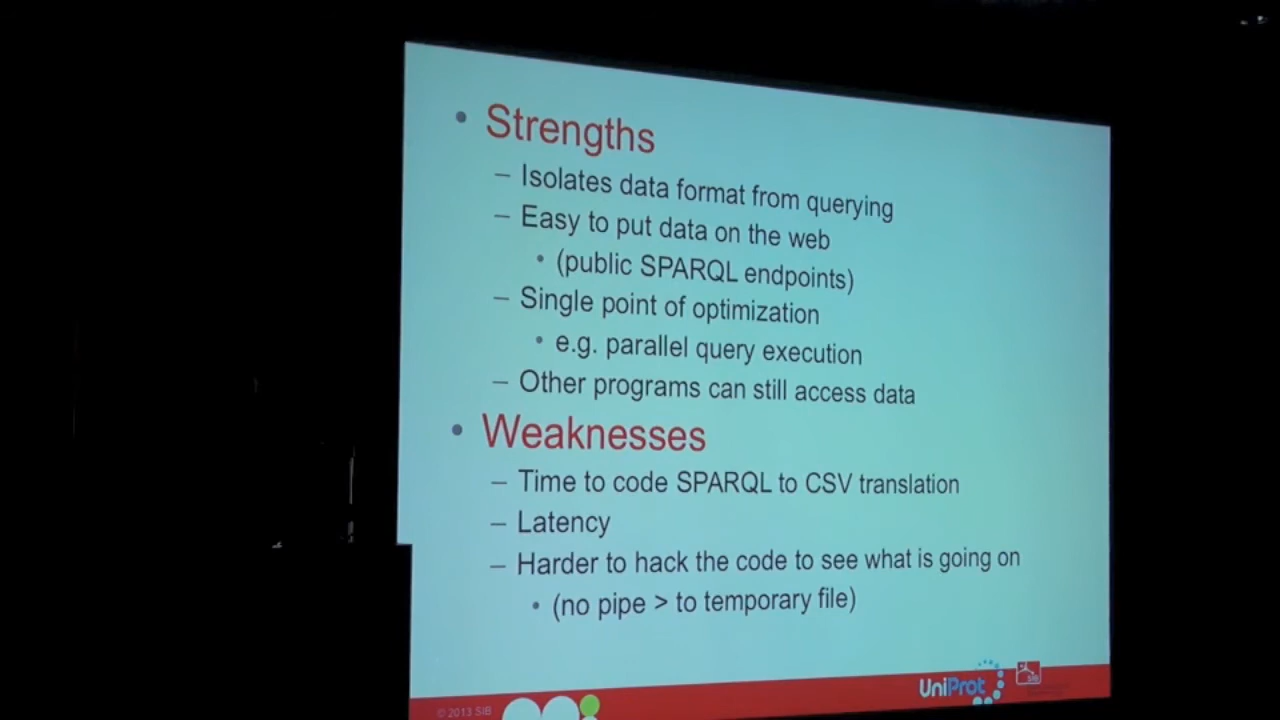 • Strengths
– Isolates data format from querying
– Easy to put data on the web
• (public SPARQL endpoints)
– Single point of optimization
• e.g. parallel query execution
– Other programs can still access data
• Weaknesses
– Time to code SPARQL to CSV translation
– Latency
– Harder to hack the code to see what is going on
• (no pipe > to temporary file)
© 2013 SIB
UniProt
SIB